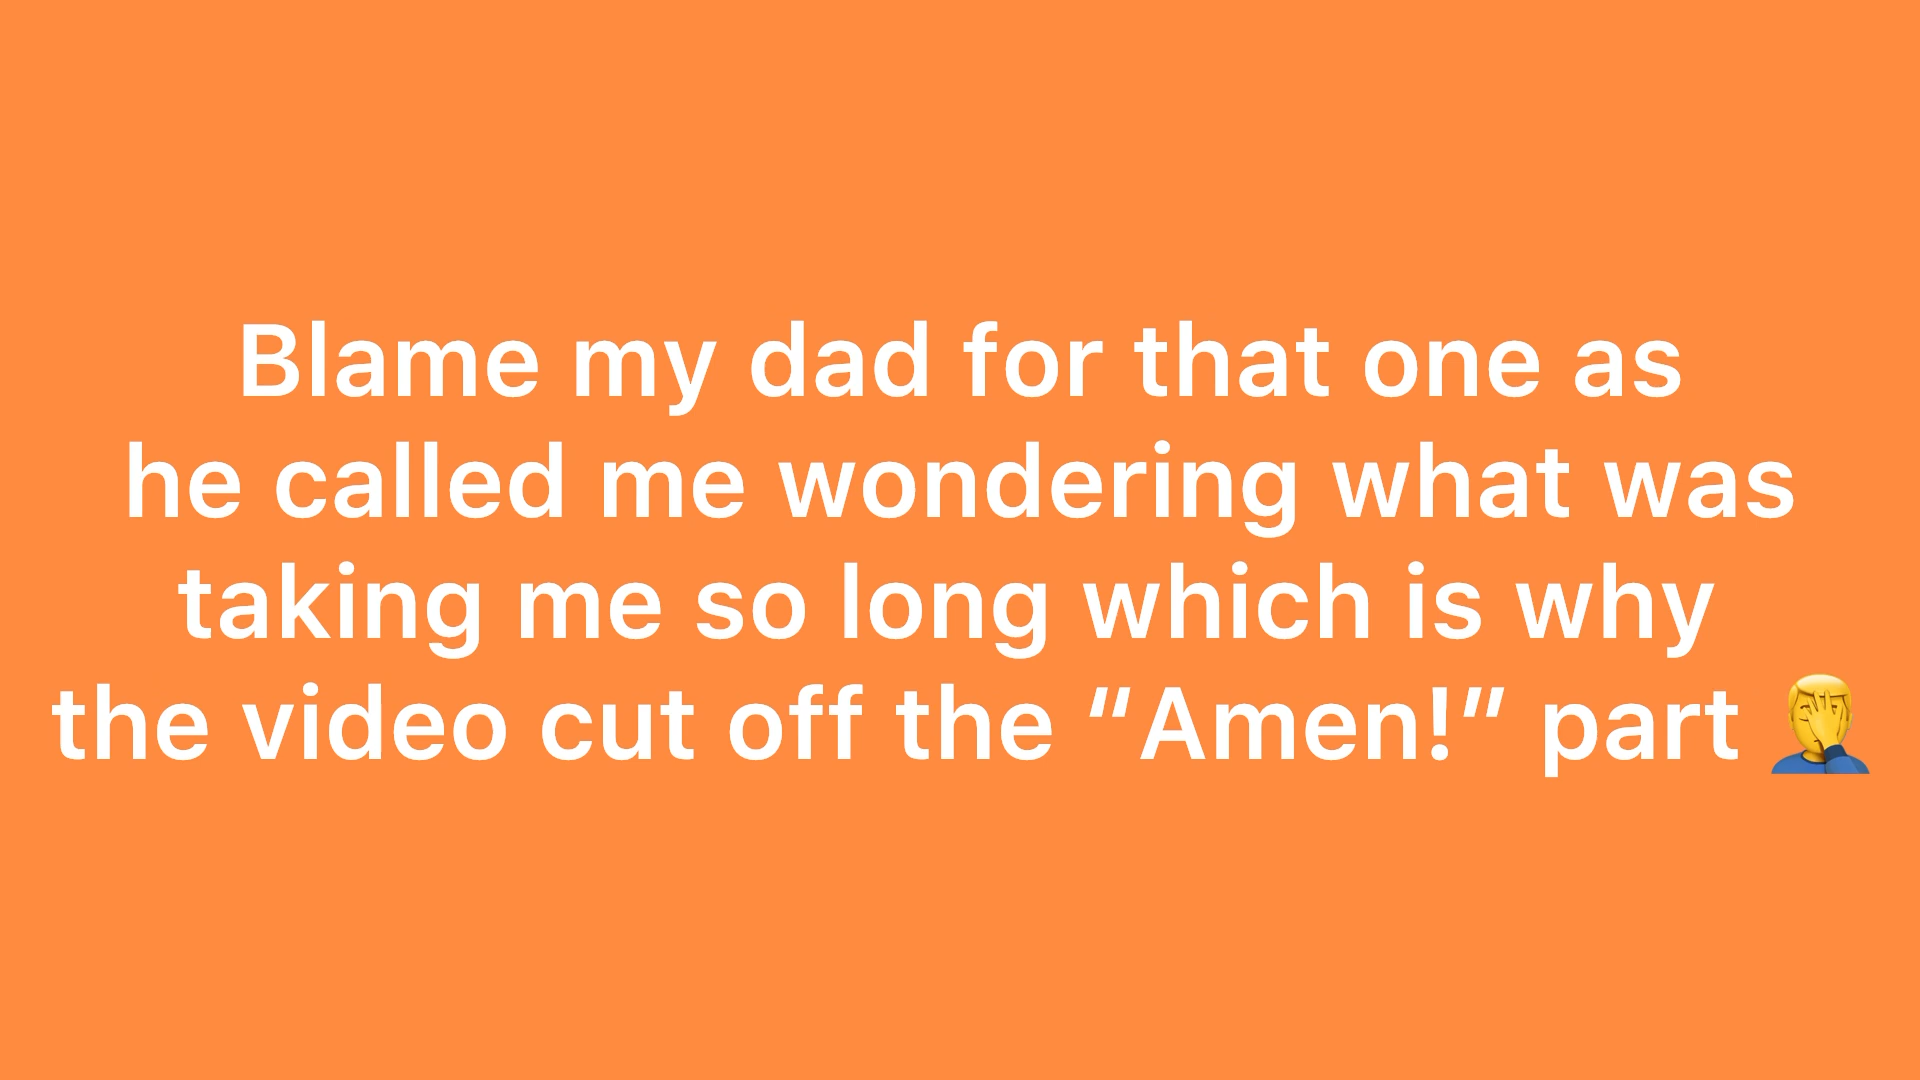 Blame my dad for that one as
he called me wondering what was
taking me so long which is why
the video cut off the “Amen!” part 🤦‍♂️